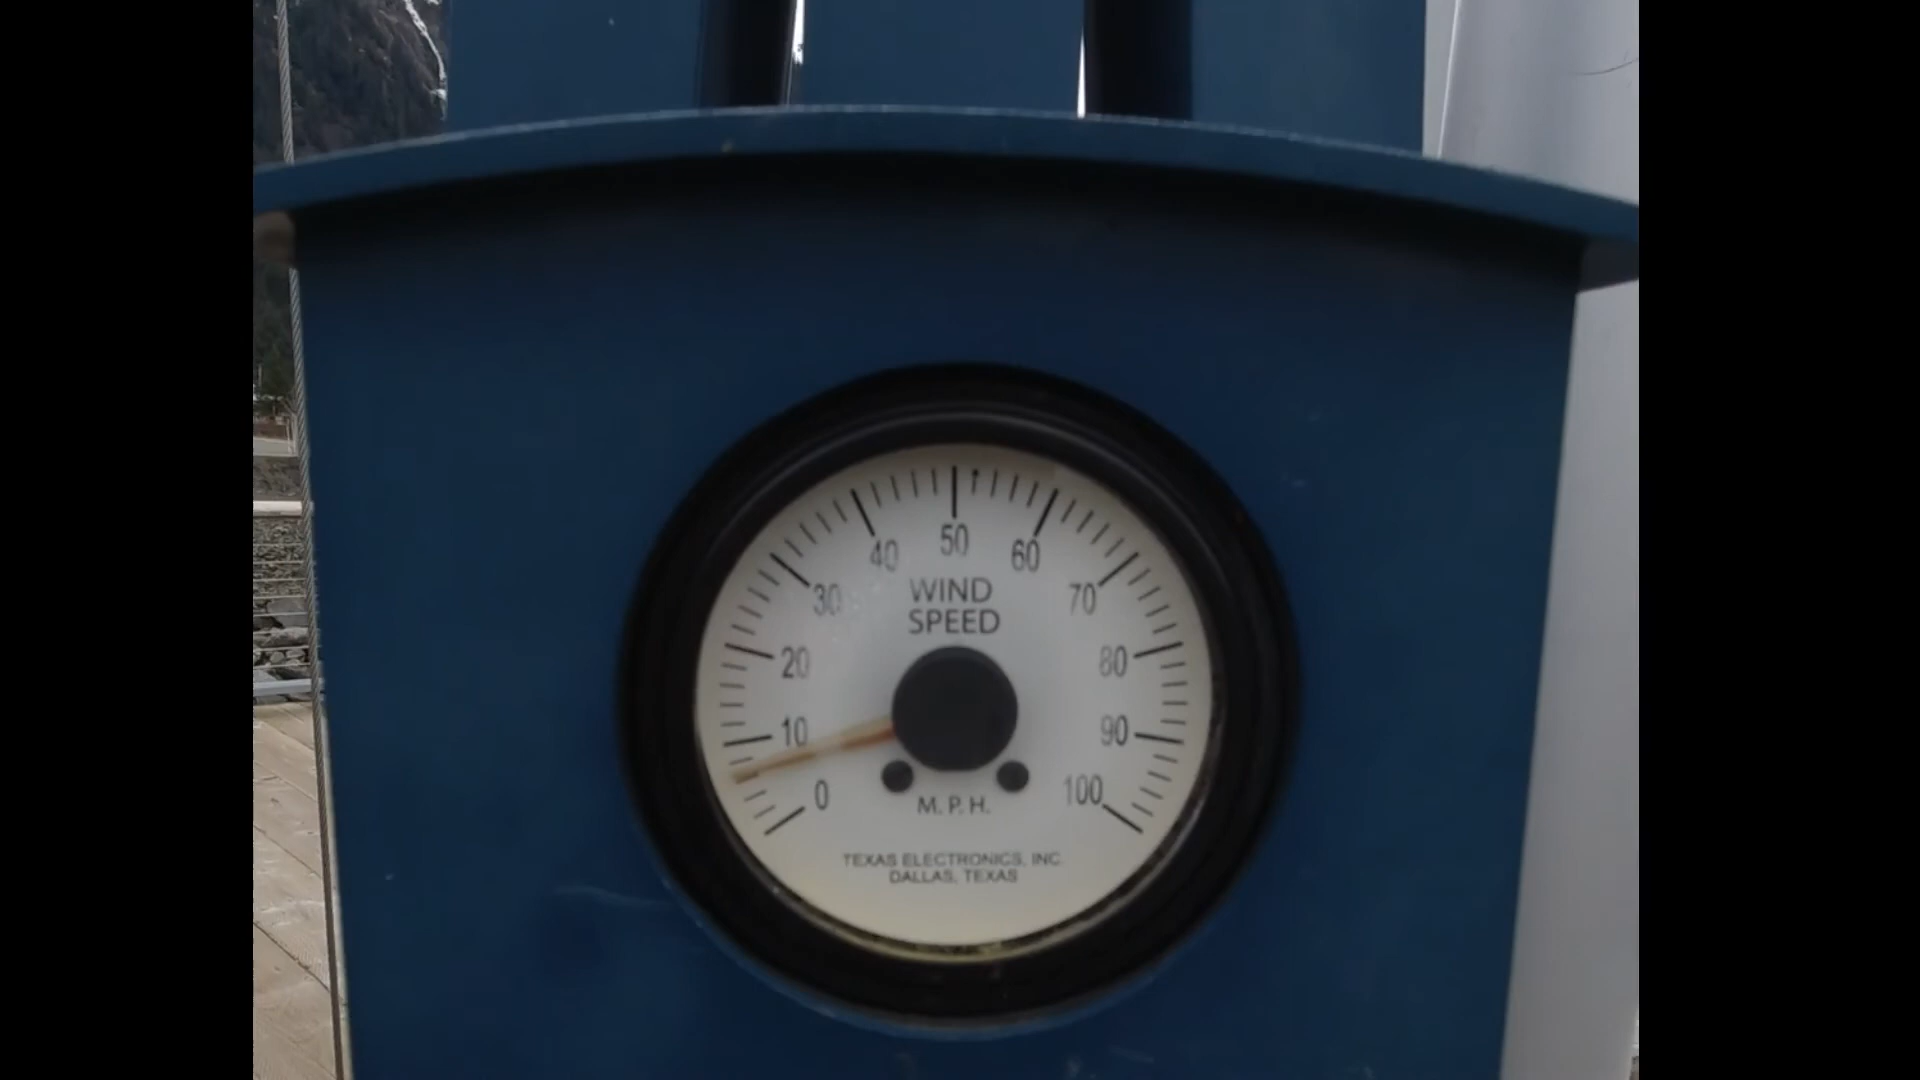 50
40
60
30
70
WIND
SPEED
20
80
10
90
0
100
M. P. H.
TEXAS ELECTRONICS, INC.
DALLAS, TEXAS